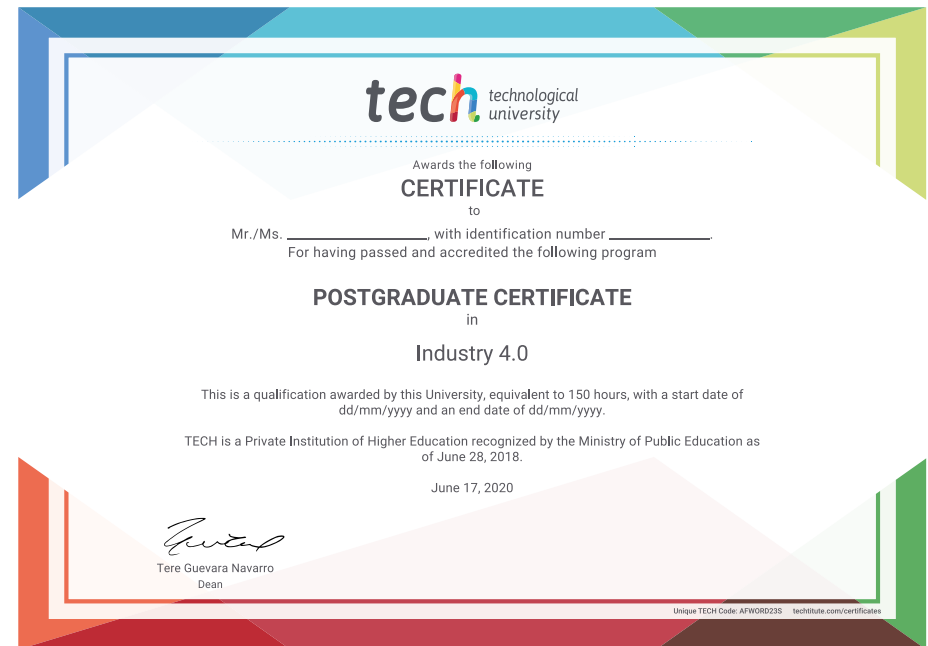 tech technological
university
Awards the following
CERTIFICATE
to
Mr./Ms. ____________________, with identification number ______________.
For having passed and accredited the following program
POSTGRADUATE CERTIFICATE
in
Industry 4.0
This is a qualification awarded by this University, equivalent to 150 hours, with a start date of
dd/mm/yyyy and an end date of dd/mm/yyyy.
TECH is a Private Institution of Higher Education recognized by the Ministry of Public Education as
of June 28, 2018.
June 17, 2020
Tere Guevara Navarro
Dean
Unique TECH Code: AFWORD23S techtitute.com/certificates